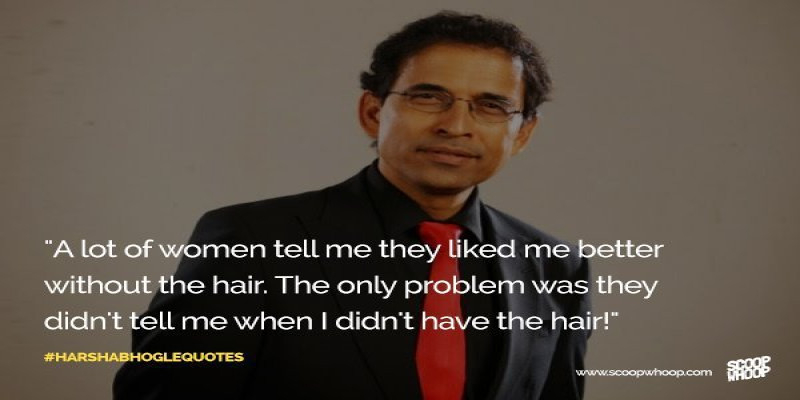 "A lot of women tell me they liked me better
without the hair. The only problem was they
didn't tell me when I didn't have the hair!"
#HARSHABHOGLEQUOTES
www.scoopwhoop.com
SCOOP
WHOOP